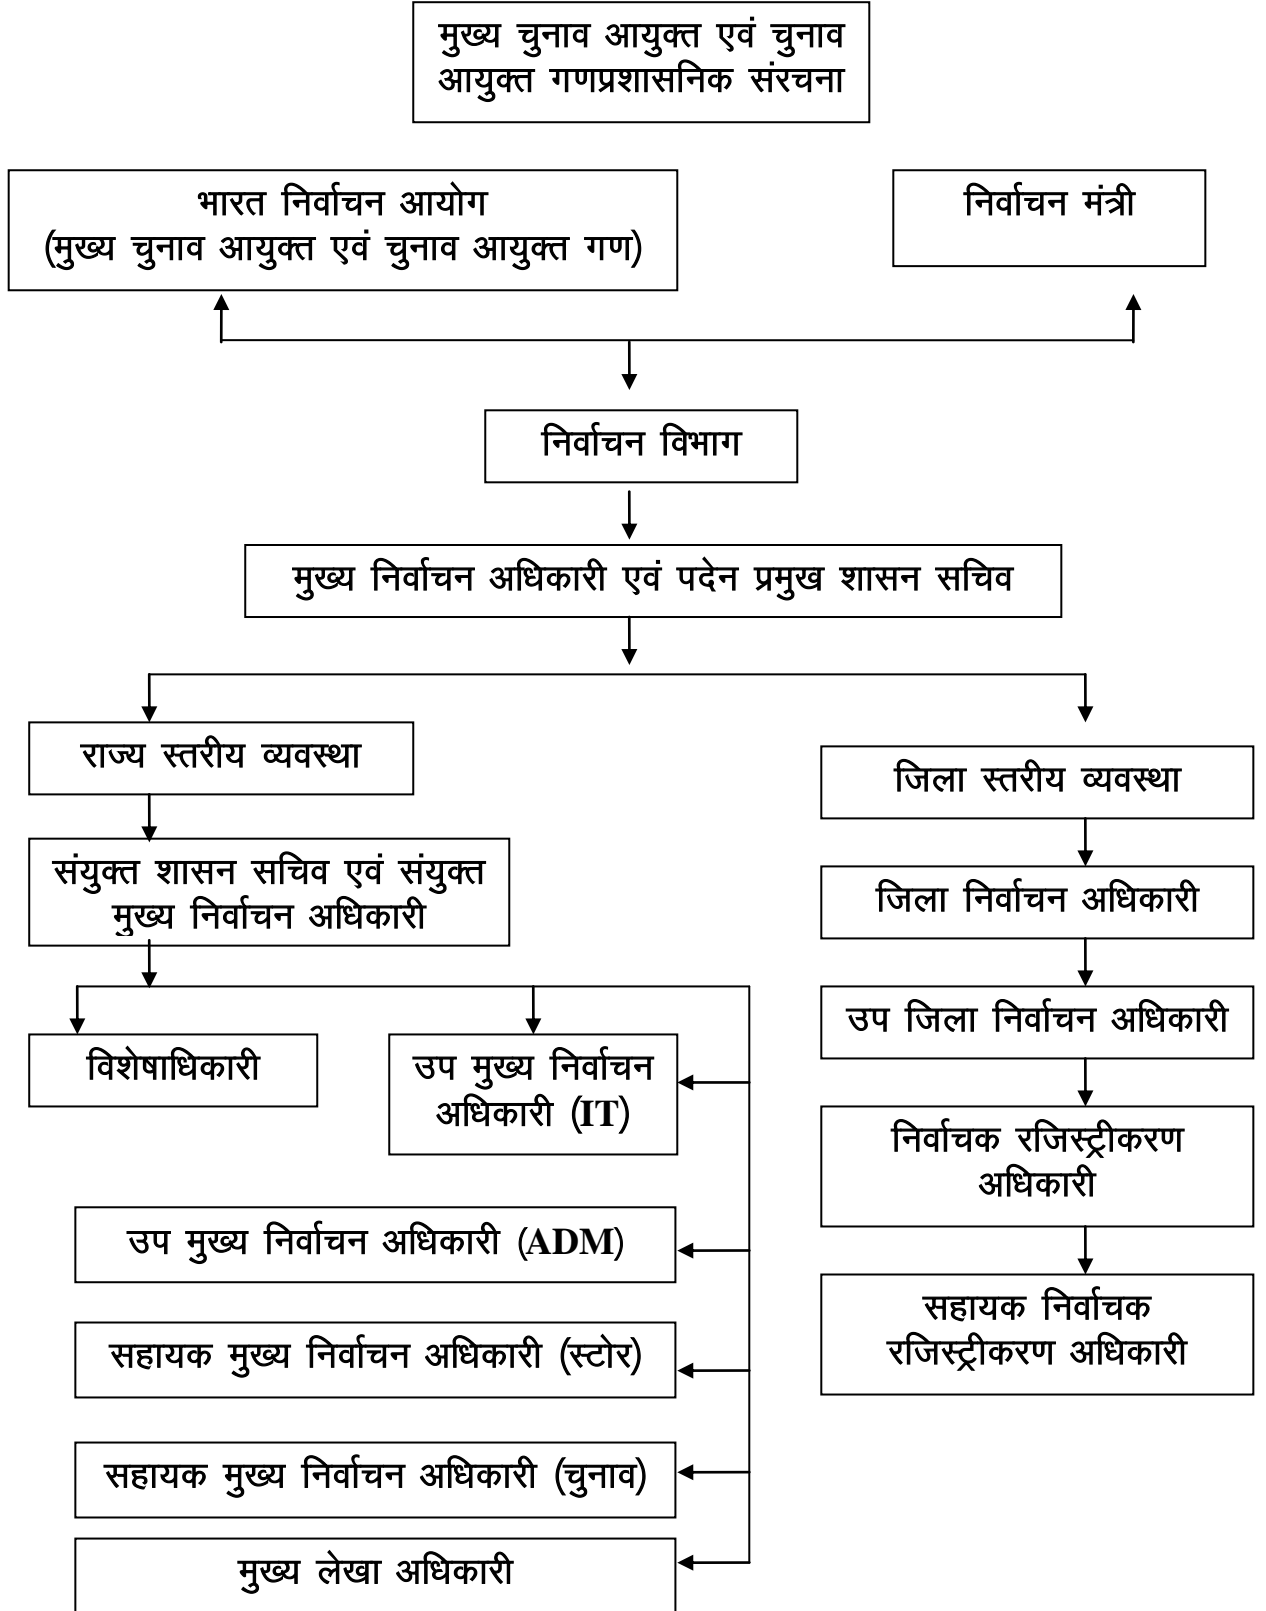 मुख्य चुनाव आयुक्त एवं चुनाव
आयुक्त गणप्रशासनिक संरचना
भारत निर्वाचन आयोग
(मुख्य चुनाव आयुक्त एवं चुनाव आयुक्त गण)
निर्वाचन मंत्री
निर्वाचन विभाग
मुख्य निर्वाचन अधिकारी एवं पदेन प्रमुख शासन सचिव
राज्य स्तरीय व्यवस्था
संयुक्त शासन सचिव एवं संयुक्त
मुख्य निर्वाचन अधिकारी
विशेषाधिकारी
उप मुख्य निर्वाचन
अधिकारी (IT)
उप मुख्य निर्वाचन अधिकारी (ADM)
सहायक मुख्य निर्वाचन अधिकारी (स्टोर)
सहायक मुख्य निर्वाचन अधिकारी (चुनाव)
मुख्य लेखा अधिकारी
जिला स्तरीय व्यवस्था
जिला निर्वाचन अधिकारी
उप जिला निर्वाचन अधिकारी
निर्वाचक रजिस्ट्रीकरण
अधिकारी
सहायक निर्वाचक
रजिस्ट्रीकरण अधिकारी